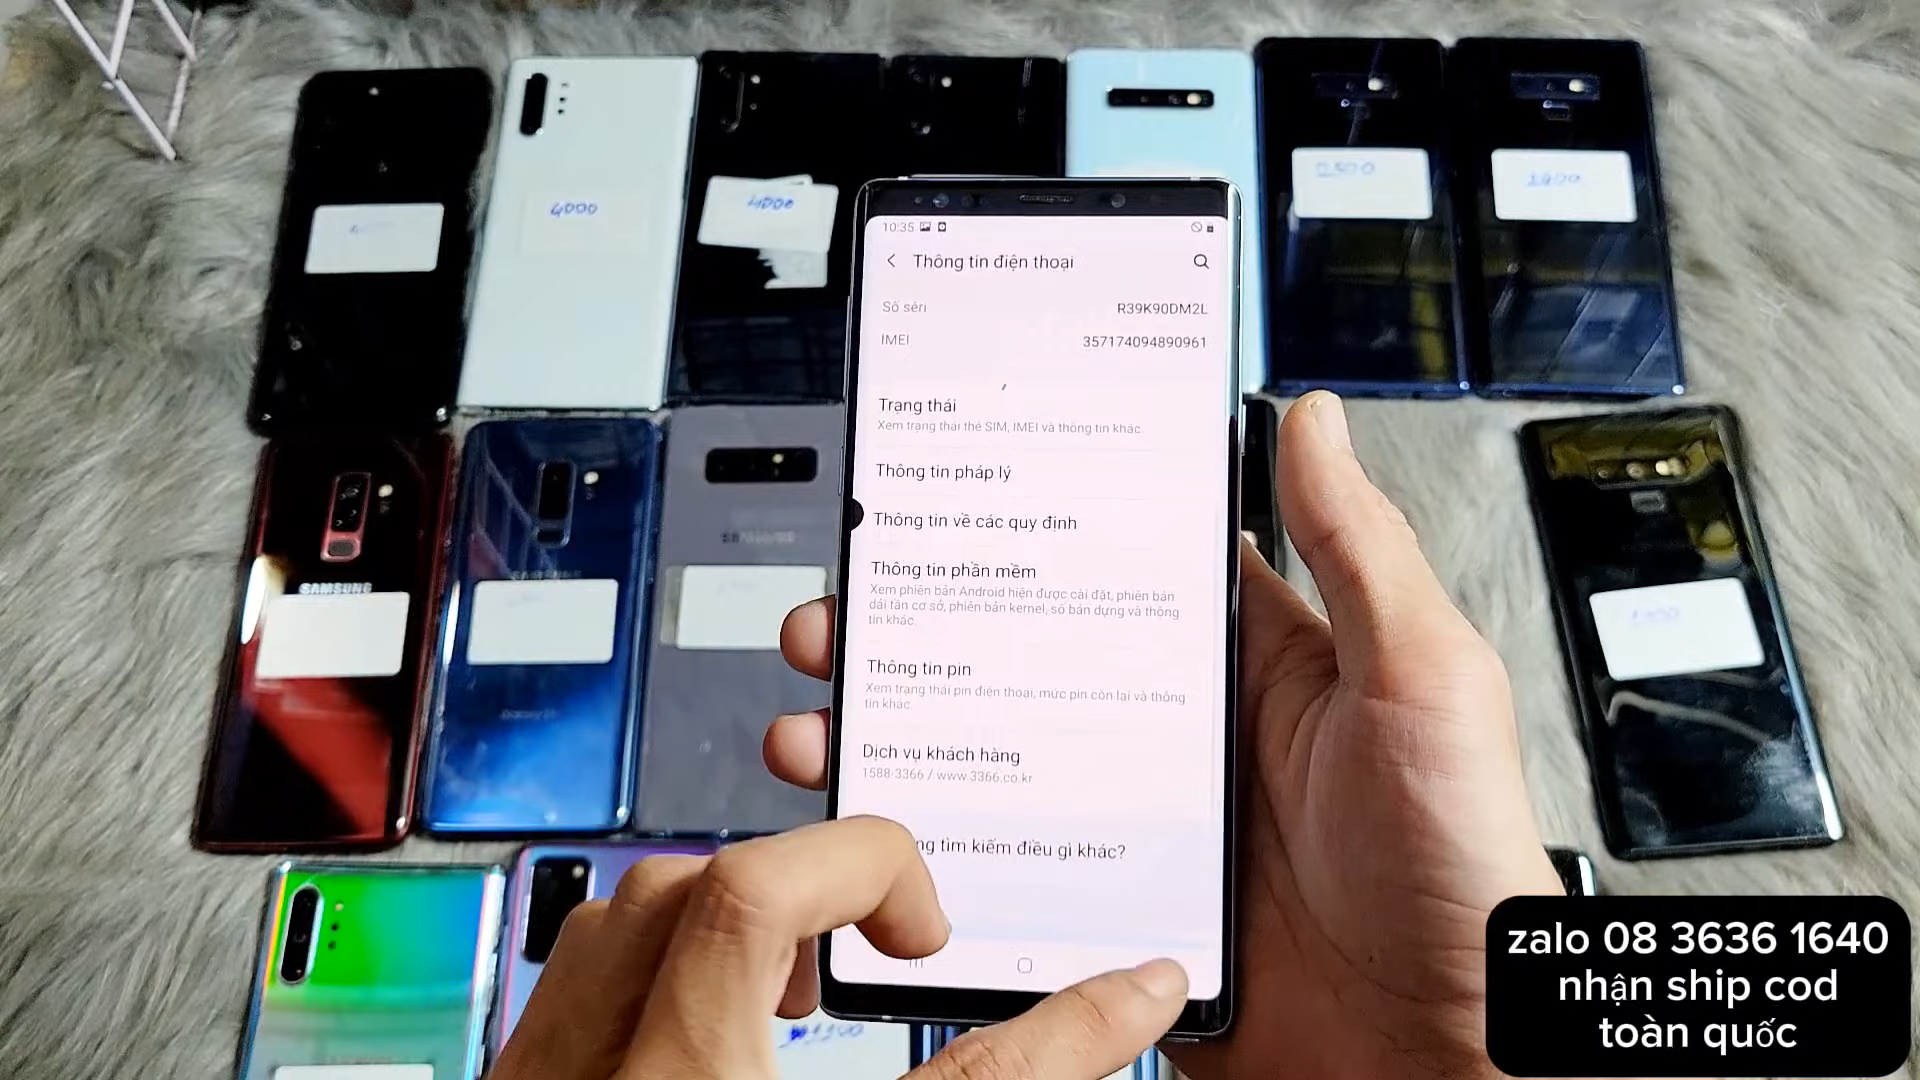 4000
4000
2500
10:35
Thông tin điện thoại
Số sêri
R39K90DM2L
IMEI
357174094890961
Trạng thái
Xem trạng thái thẻ SIM, IMEI và thông tin khác.
Thông tin pháp lý
Thông tin về các quy định
Thông tin phần mềm
Xem phiên bản Android hiện được cài đặt, phiên bản
dải tần cơ sở, phiên bản kernel, số bản dựng và thông
tin khác.
Thông tin pin
Xem trạng thái pin điện thoại, mức pin còn lại và thông
tin khác.
Dịch vụ khách hàng
1588-3366 / www.3366.co.kr
tìm kiếm điều gì khác?
SAMSUNG
SAMSUNG
zalo 08 3636 1640
nhận ship cod
toàn quốc